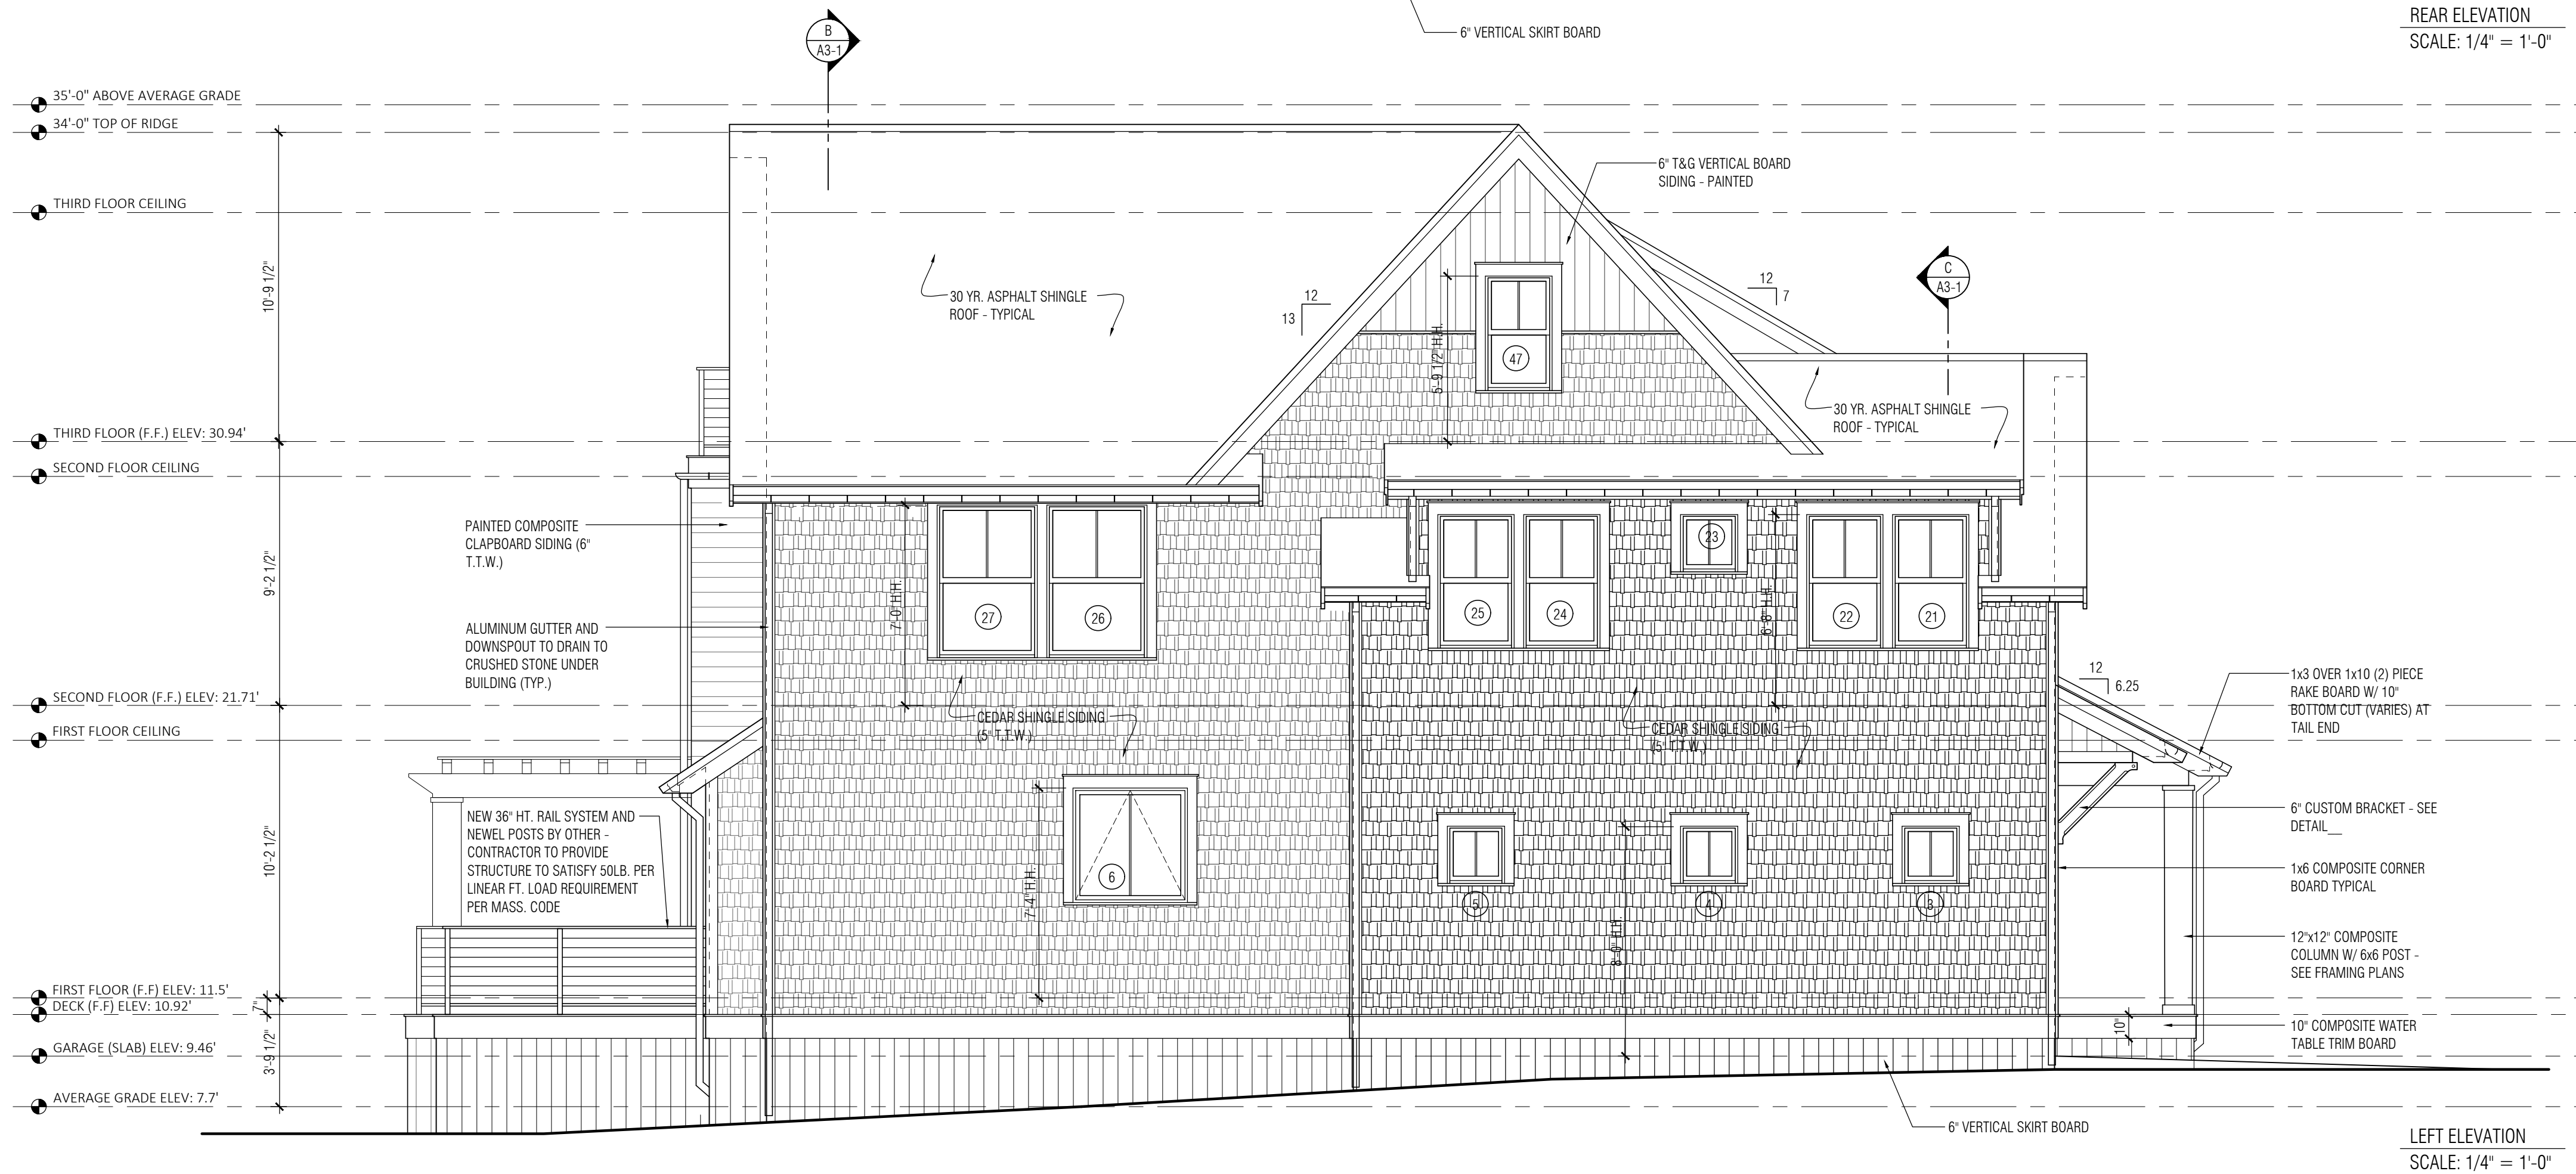 REAR ELEVATION
SCALE: 1/4" = 1'-0"
6" VERTICAL SKIRT BOARD
B
A3-1
35'-0" ABOVE AVERAGE GRADE
34'-0" TOP OF RIDGE
THIRD FLOOR CEILING
THIRD FLOOR (F.F.) ELEV: 30.94'
SECOND FLOOR CEILING
SECOND FLOOR (F.F.) ELEV: 21.71'
FIRST FLOOR CEILING
FIRST FLOOR (F.F) ELEV: 11.5'
DECK (F.F) ELEV: 10.92'
GARAGE (SLAB) ELEV: 9.46'
AVERAGE GRADE ELEV: 7.7'
10'-9 1/2"
9'-2 1/2"
10'-2 1/2"
7"
3'-9 1/2"
PAINTED COMPOSITE
CLAPBOARD SIDING (6"
T.T.W.)
ALUMINUM GUTTER AND
DOWNSPOUT TO DRAIN TO
CRUSHED STONE UNDER
BUILDING (TYP.)
NEW 36" HT. RAIL SYSTEM AND
NEWEL POSTS BY OTHER -
CONTRACTOR TO PROVIDE
STRUCTURE TO SATISFY 50LB. PER
LINEAR FT. LOAD REQUIREMENT
PER MASS. CODE
30 YR. ASPHALT SHINGLE
ROOF - TYPICAL
12
13
6" T&G VERTICAL BOARD
SIDING - PAINTED
12
7
C
A3-1
5'-9 1/2" H.H.
47
30 YR. ASPHALT SHINGLE
ROOF - TYPICAL
7'-0" H.H.
27
26
25
24
23
6'-8" H.H.
22
21
CEDAR SHINGLE SIDING
(5" T.T.W.)
CEDAR SHINGLE SIDING
(5" T.T.W.)
7'-4" H.H.
6
5
4
3
8'-0" H.H.
12
6.25
1x3 OVER 1x10 (2) PIECE
RAKE BOARD W/ 10"
BOTTOM CUT (VARIES) AT
TAIL END
6" CUSTOM BRACKET - SEE
DETAIL__
1x6 COMPOSITE CORNER
BOARD TYPICAL
12"x12" COMPOSITE
COLUMN W/ 6x6 POST -
SEE FRAMING PLANS
10"
10" COMPOSITE WATER
TABLE TRIM BOARD
6" VERTICAL SKIRT BOARD
LEFT ELEVATION
SCALE: 1/4" = 1'-0"